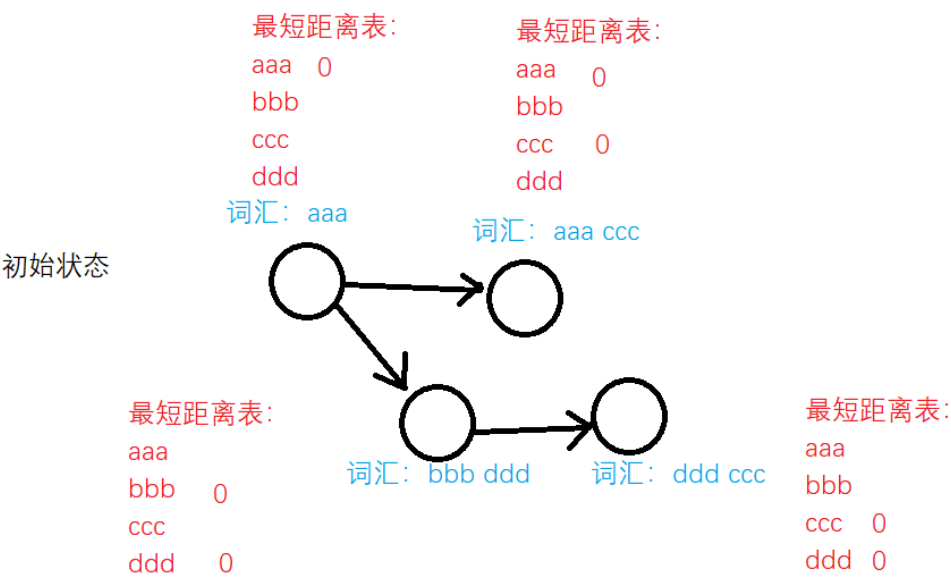 最短距离表：
aaa 0
bbb
ccc
ddd
最短距离表：
aaa 0
bbb
ccc 0
ddd
词汇：aaa
词汇：aaa ccc
初始状态
最短距离表：
aaa
bbb 0
ccc
ddd 0
词汇：bbb ddd
词汇：ddd ccc
最短距离表：
aaa
bbb
ccc 0
ddd 0